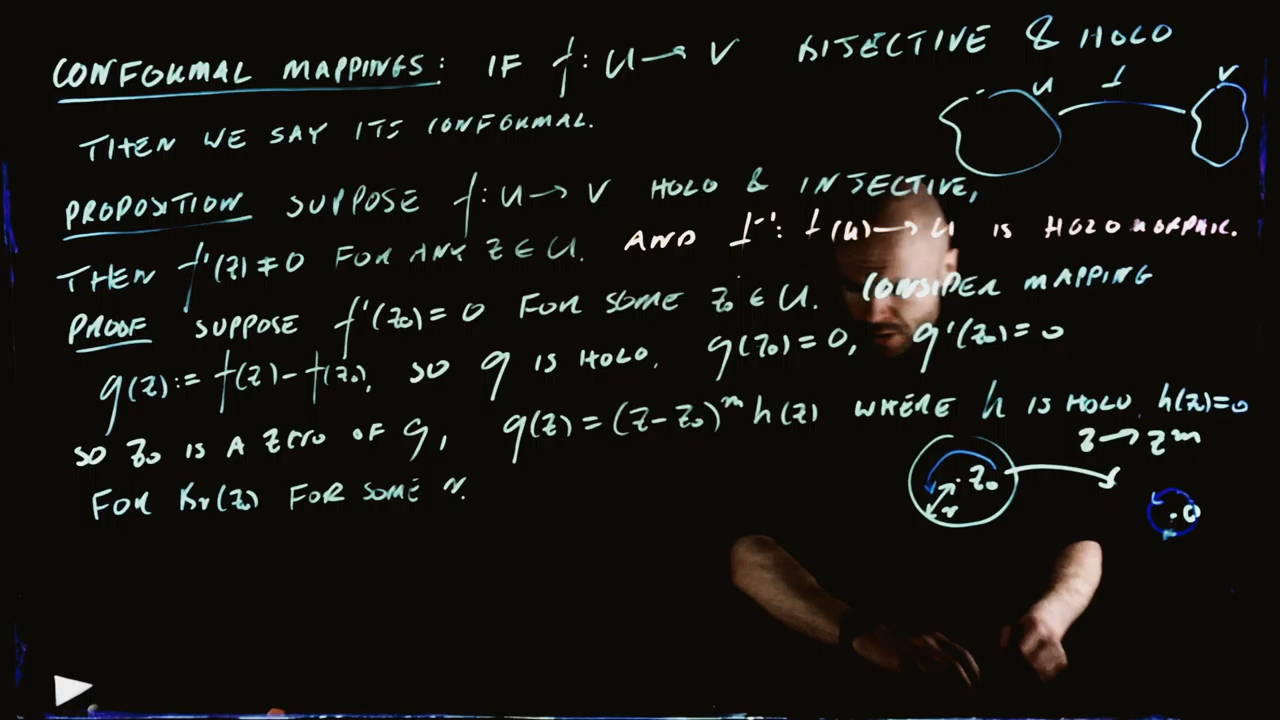 CONFORMAL MAPPINGS: IF f: U → V BIJECTIVE & HOLO
U f V
THEN WE SAY ITS CONFORMAL.
PROPOSITION SUPPOSE f: U → V HOLO & INJECTIVE,
THEN f'(z) ≠ 0 FOR ANY z ∈ U. AND f⁻¹: f(U) → U IS HOLOMORPHIC.
PROOF SUPPOSE f'(z₀) = 0 FOR SOME z₀ ∈ U. CONSIDER MAPPING
g(z) := f(z) - f(z₀), SO g IS HOLO, g(z₀) = 0, g'(z₀) = 0
SO z₀ IS A ZERO OF g, g(z) = (z-z₀)ᵐ h(z) WHERE h IS HOLO, h(z)=0
z → zᵐ
FOR Kr(z₀) FOR SOME r.
z₀ r 0